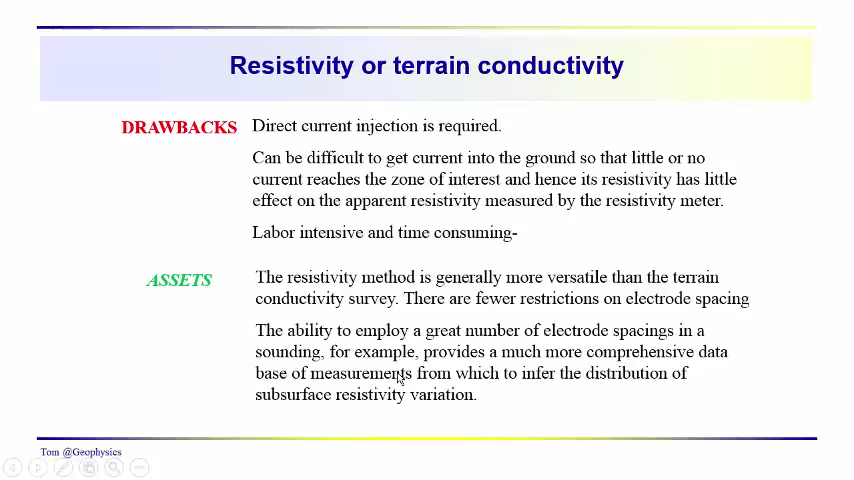 Resistivity or terrain conductivity
DRAWBACKS Direct current injection is required.
Can be difficult to get current into the ground so that little or no
current reaches the zone of interest and hence its resistivity has little
effect on the apparent resistivity measured by the resistivity meter.
Labor intensive and time consuming-
ASSETS The resistivity method is generally more versatile than the terrain
conductivity survey. There are fewer restrictions on electrode spacing
The ability to employ a great number of electrode spacings in a
sounding, for example, provides a much more comprehensive data
base of measurements from which to infer the distribution of
subsurface resistivity variation.
Tom @Geophysics